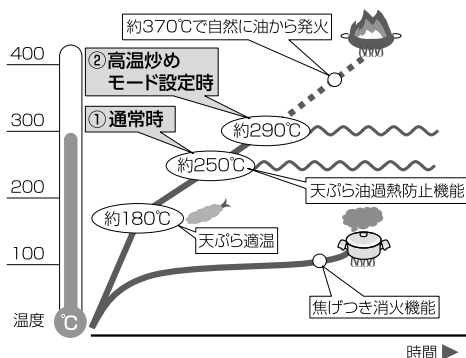 約370℃で自然に油から発火
400
②高温炒め
モード設定時
300
①通常時
約290℃
約250℃
天ぷら油過熱防止機能
200
約180℃
天ぷら適温
100
焦げつき消火機能
温度
℃
時間